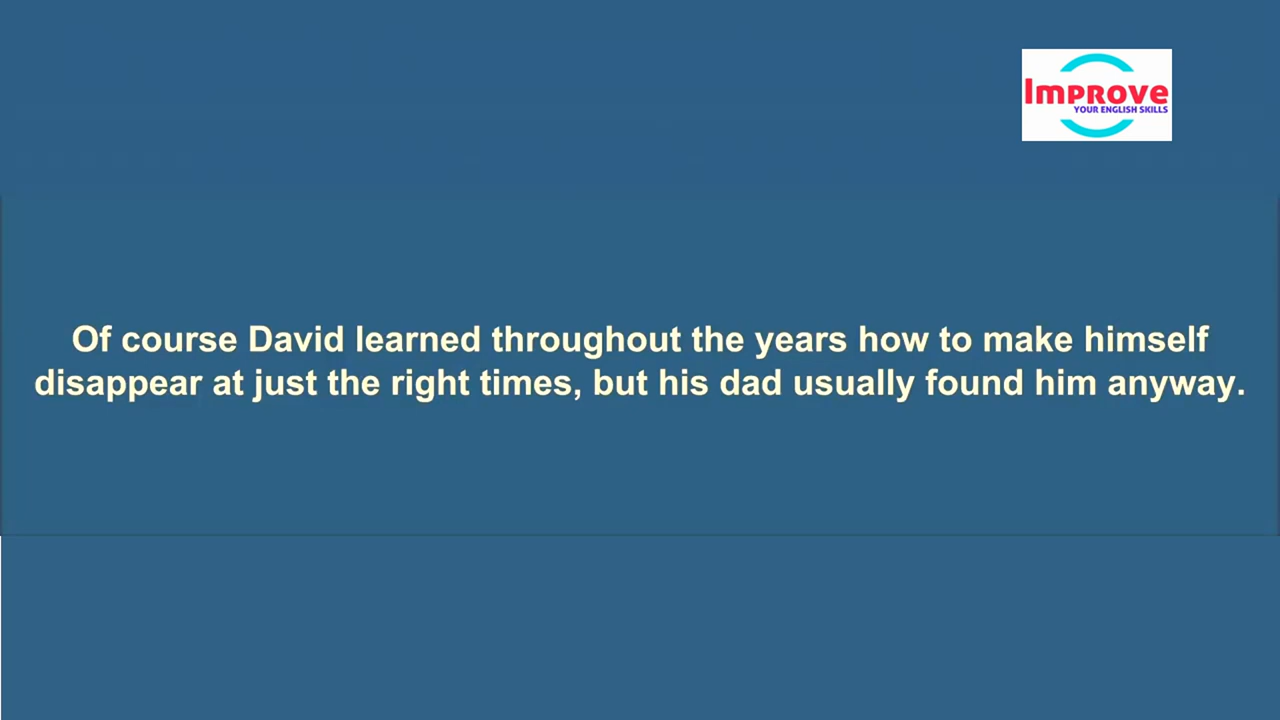 Improve
YOUR ENGLISH SKILLS
Of course David learned throughout the years how to make himself
disappear at just the right times, but his dad usually found him anyway.